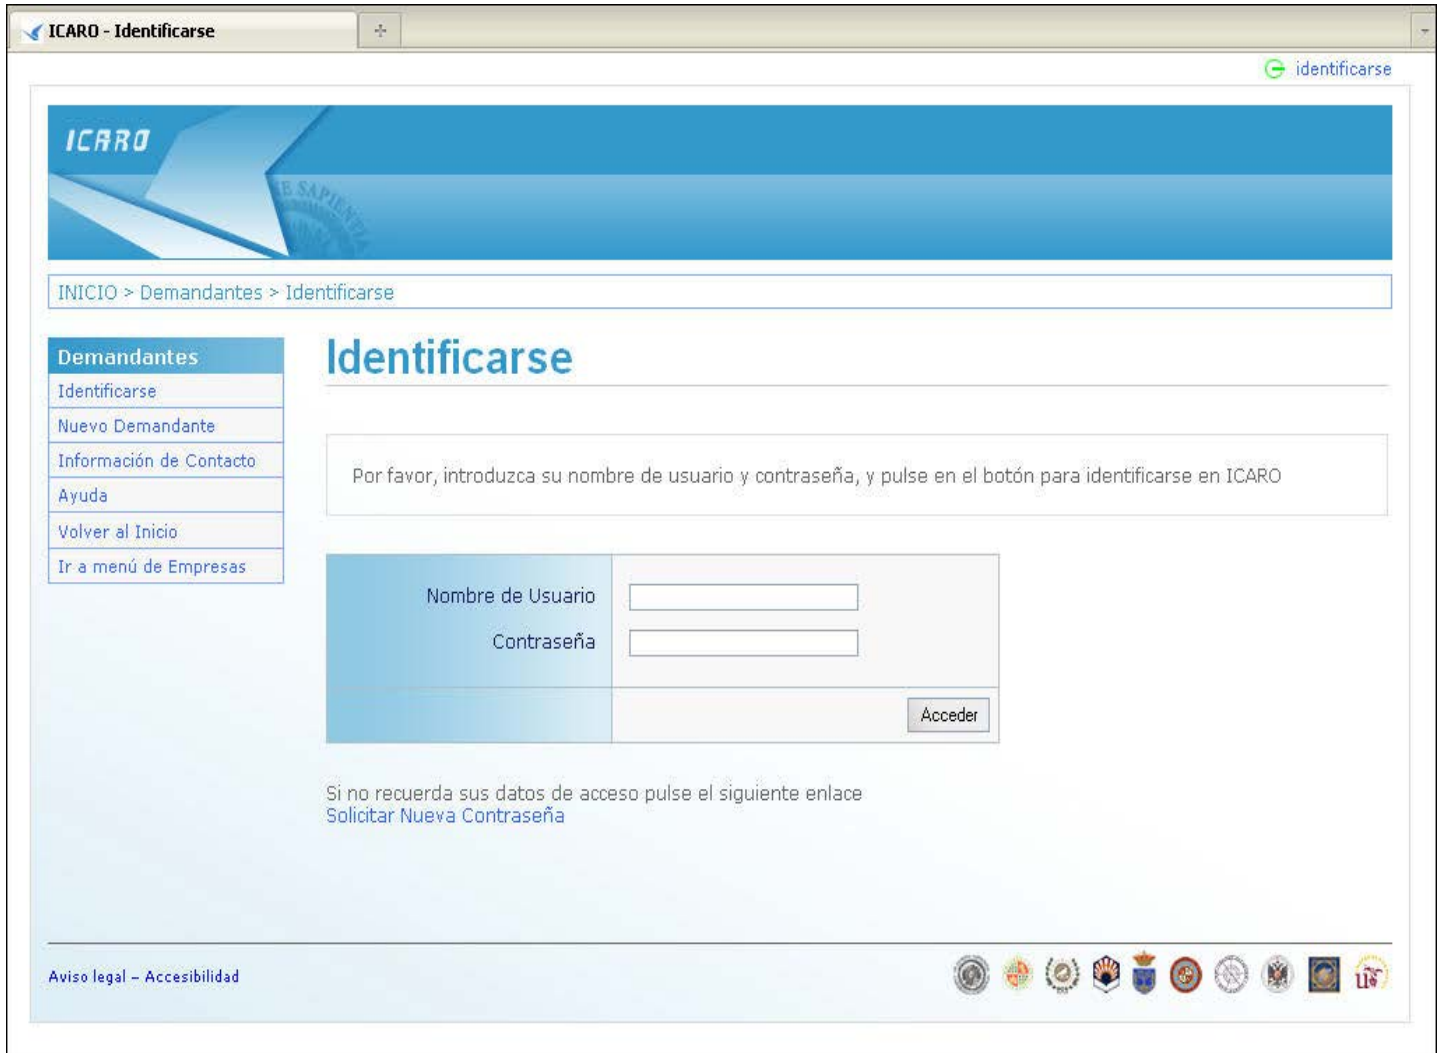 ICARO - Identificarse
identificarse
ICARO
E SAPIENTIA
INICIO > Demandantes > Identificarse
Demandantes
Identificarse
Nuevo Demandante
Información de Contacto
Ayuda
Volver al Inicio
Ir a menú de Empresas
Identificarse
Por favor, introduzca su nombre de usuario y contraseña, y pulse en el botón para identificarse en ICARO
Nombre de Usuario
Contraseña
Acceder
Si no recuerda sus datos de acceso pulse el siguiente enlace
Solicitar Nueva Contraseña
Aviso legal – Accesibilidad